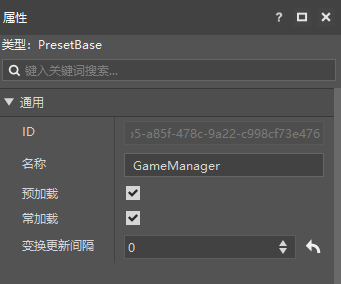 属性
类型: PresetBase
键入关键词搜索...
通用
ID
5-a85f-478c-9a22-c998cf73e476
名称
GameManager
预加载
常加载
变换更新间隔
0